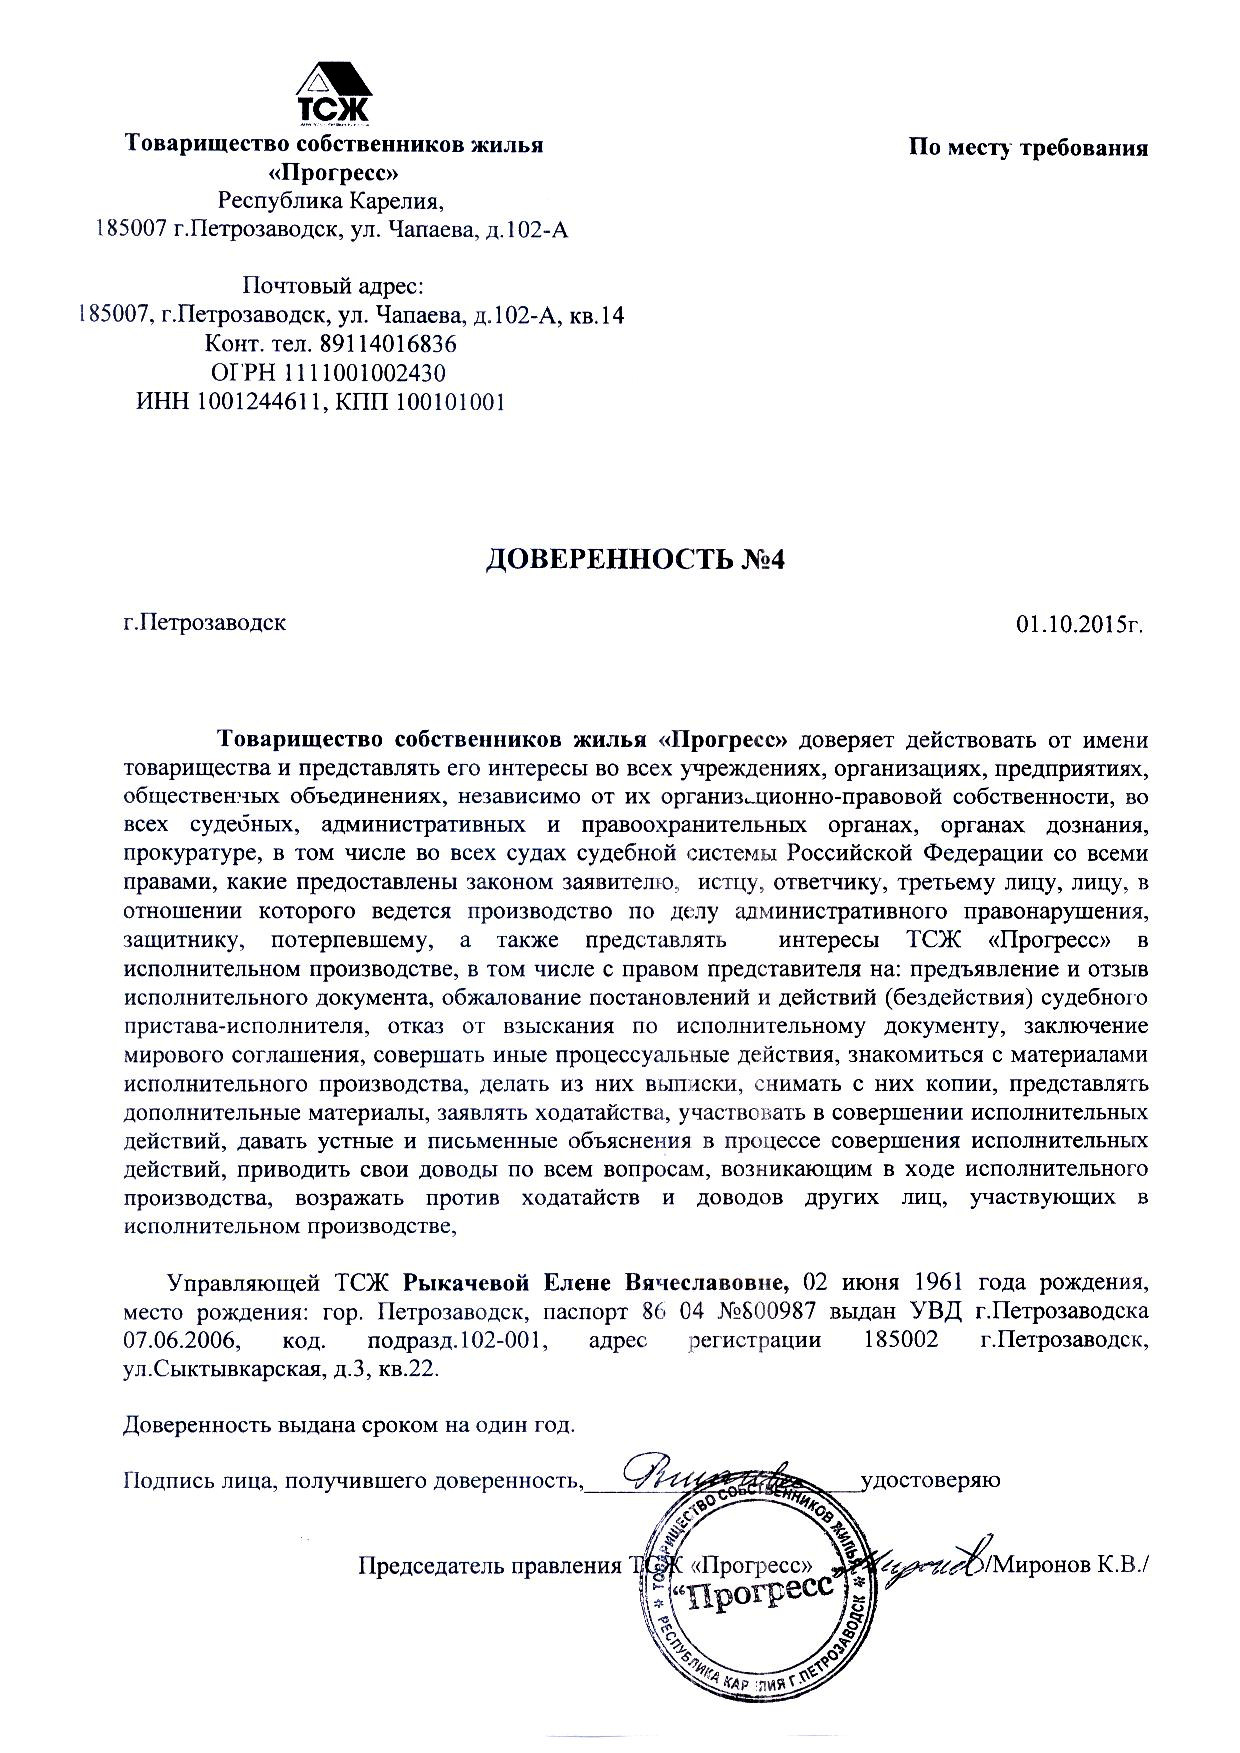 ТСЖ
Товарищество собственников жилья
«Прогресс»
Республика Карелия,
185007 г.Петрозаводск, ул. Чапаева, д.102-А
По месту требования
Почтовый адрес:
185007, г.Петрозаводск, ул. Чапаева, д.102-А, кв.14
Конт. тел. 89114016836
ОГРН 1111001002430
ИНН 1001244611, КПП 100101001
ДОВЕРЕННОСТЬ №4
г.Петрозаводск 01.10.2015г.
Товарищество собственников жилья «Прогресс» доверяет действовать от имени
товарищества и представлять его интересы во всех учреждениях, организациях, предприятиях,
общественных объединениях, независимо от их организационно-правовой собственности, во
всех судебных, административных и правоохранительных органах, органах дознания,
прокуратуре, в том числе во всех судах судебной системы Российской Федерации со всеми
правами, какие предоставлены законом заявителю, истцу, ответчику, третьему лицу, лицу, в
отношении которого ведется производство по делу административного правонарушения,
защитнику, потерпевшему, а также представлять интересы ТСЖ «Прогресс» в
исполнительном производстве, в том числе с правом представителя на: предъявление и отзыв
исполнительного документа, обжалование постановлений и действий (бездействия) судебного
пристава-исполнителя, отказ от взыскания по исполнительному документу, заключение
мирового соглашения, совершать иные процессуальные действия, знакомиться с материалами
исполнительного производства, делать из них выписки, снимать с них копии, представлять
дополнительные материалы, заявлять ходатайства, участвовать в совершении исполнительных
действий, давать устные и письменные объяснения в процессе совершения исполнительных
действий, приводить свои доводы по всем вопросам, возникающим в ходе исполнительного
производства, возражать против ходатайств и доводов других лиц, участвующих в
исполнительном производстве,
Управляющей ТСЖ Рыкачевой Елене Вячеславовне, 02 июня 1961 года рождения,
место рождения: гор. Петрозаводск, паспорт 86 04 №800987 выдан УВД г.Петрозаводска
07.06.2006, код. подразд.102-001, адрес регистрации 185002 г.Петрозаводск,
ул.Сыктывкарская, д.3, кв.22.
Доверенность выдана сроком на один год.
Подпись лица, получившего доверенность, удостоверяю
Председатель правления ТСЖ «Прогресс» /Миронов К.В./
ТОВАРИЩЕСТВО СОБСТВЕННИКОВ ЖИЛЬЯ
"Прогресс"
РЕСПУБЛИКА КАРЕЛИЯ Г.ПЕТРОЗАВОДСК